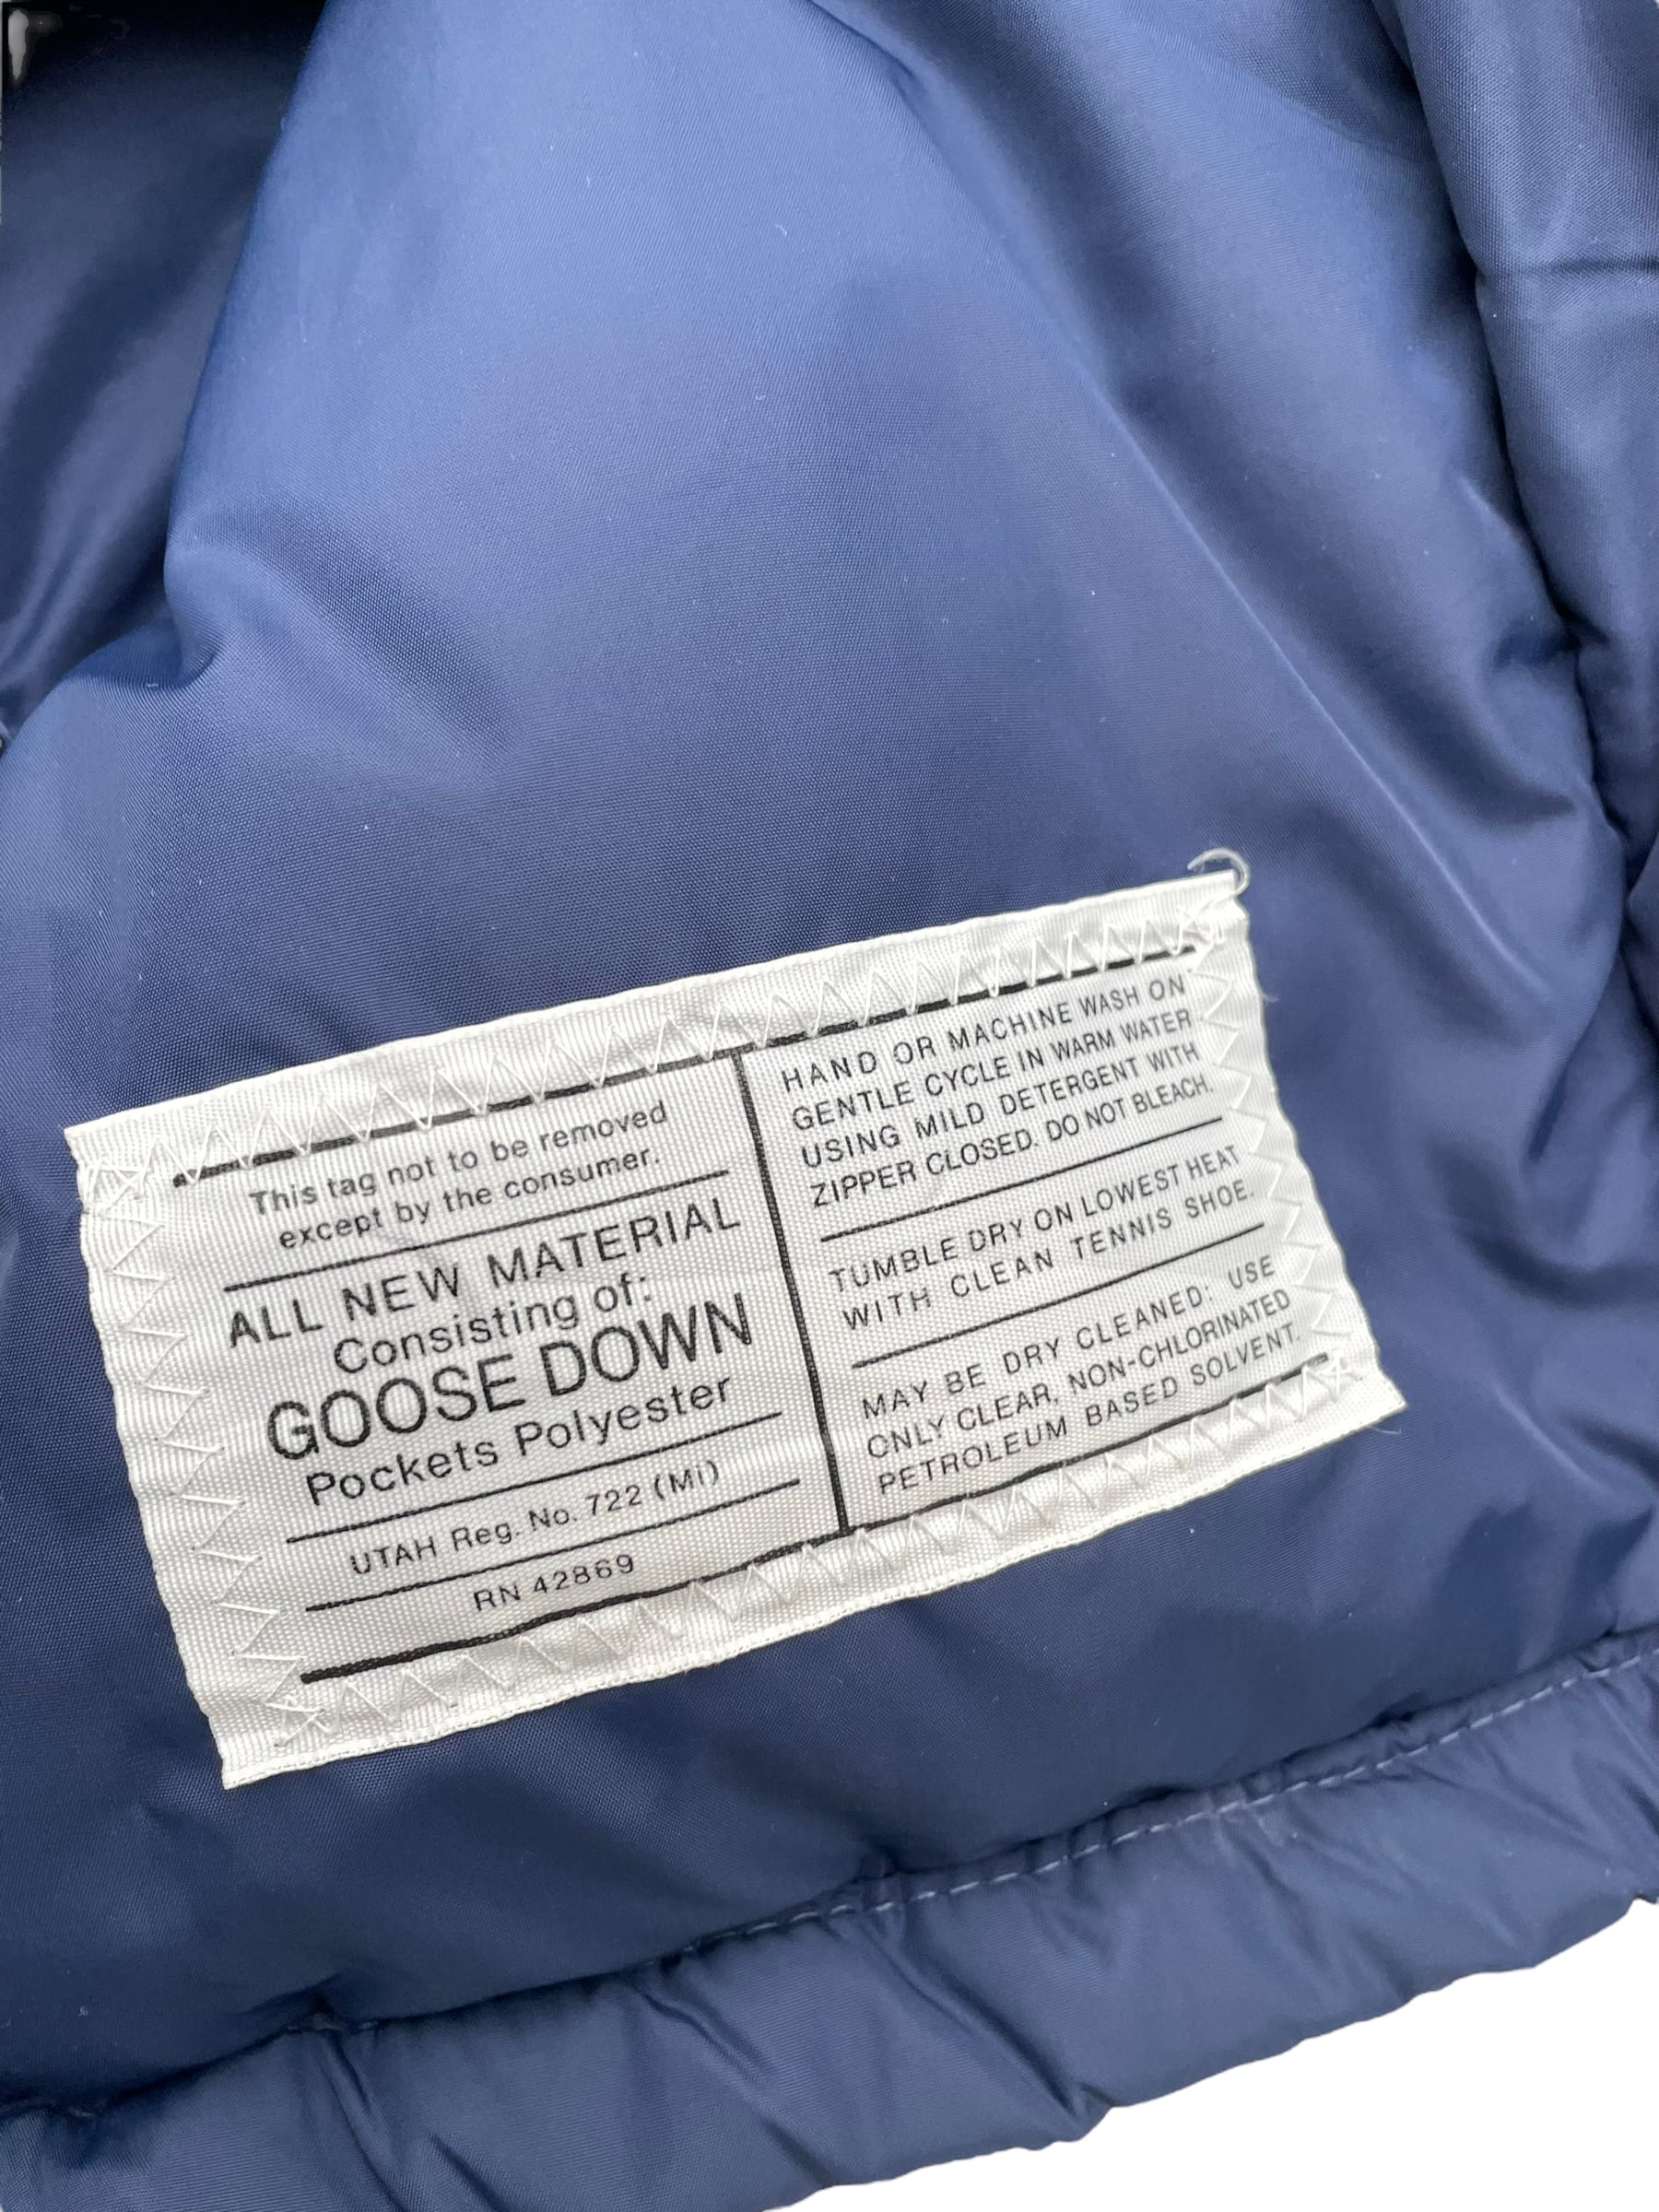 This tag not to be removed
except by the consumer.
ALL NEW MATERIAL
Consisting of:
GOOSE DOWN
Pockets Polyester
UTAH Reg. No. 722 (MI)
RN 42869
HAND OR MACHINE WASH ON
GENTLE CYCLE IN WARM WATER
USING MILD DETERGENT WITH
ZIPPER CLOSED. DO NOT BLEACH.
TUMBLE DRY ON LOWEST HEAT
WITH CLEAN TENNIS SHOE.
MAY BE DRY CLEANED: USE
ONLY CLEAR, NON-CHLORINATED
PETROLEUM BASED SOLVENT.